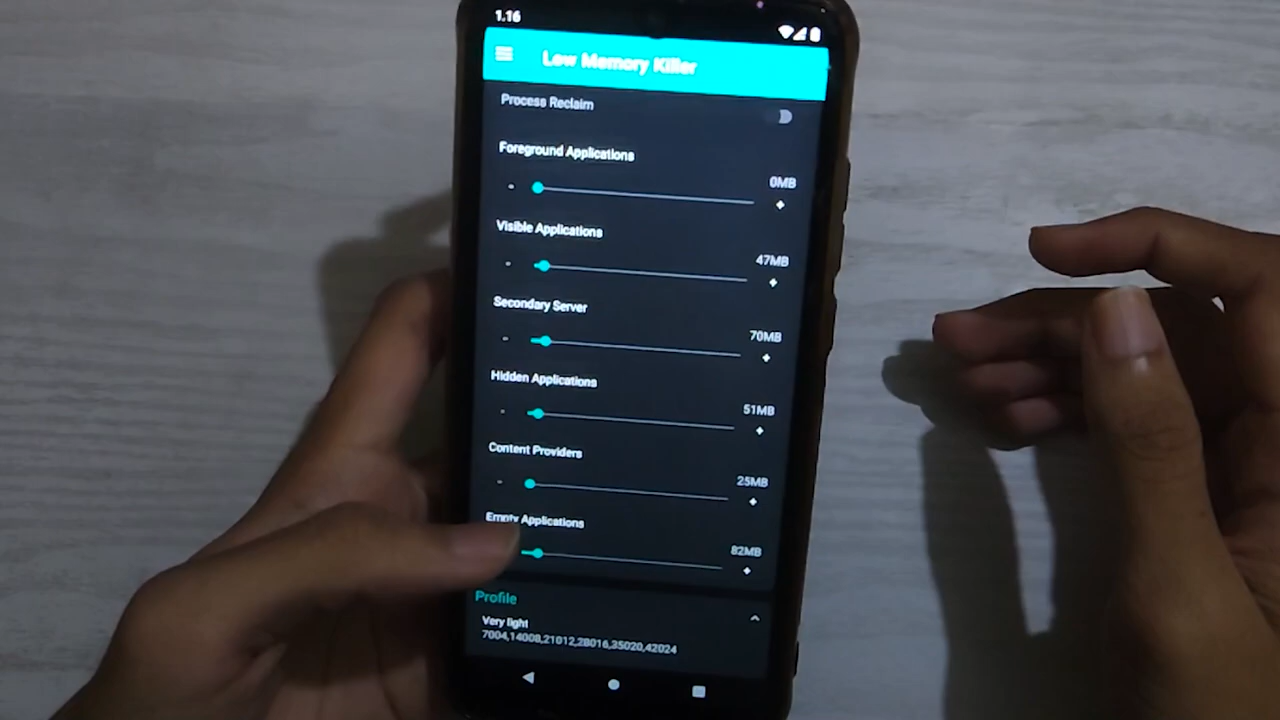 1.16
Low Memory Killer
Process Reclaim
Foreground Applications
0MB
Visible Applications
47MB
Secondary Server
70MB
Hidden Applications
51MB
Content Providers
25MB
Empty Applications
82MB
Profile
Very light
7004,14008,21012,28016,35020,42024